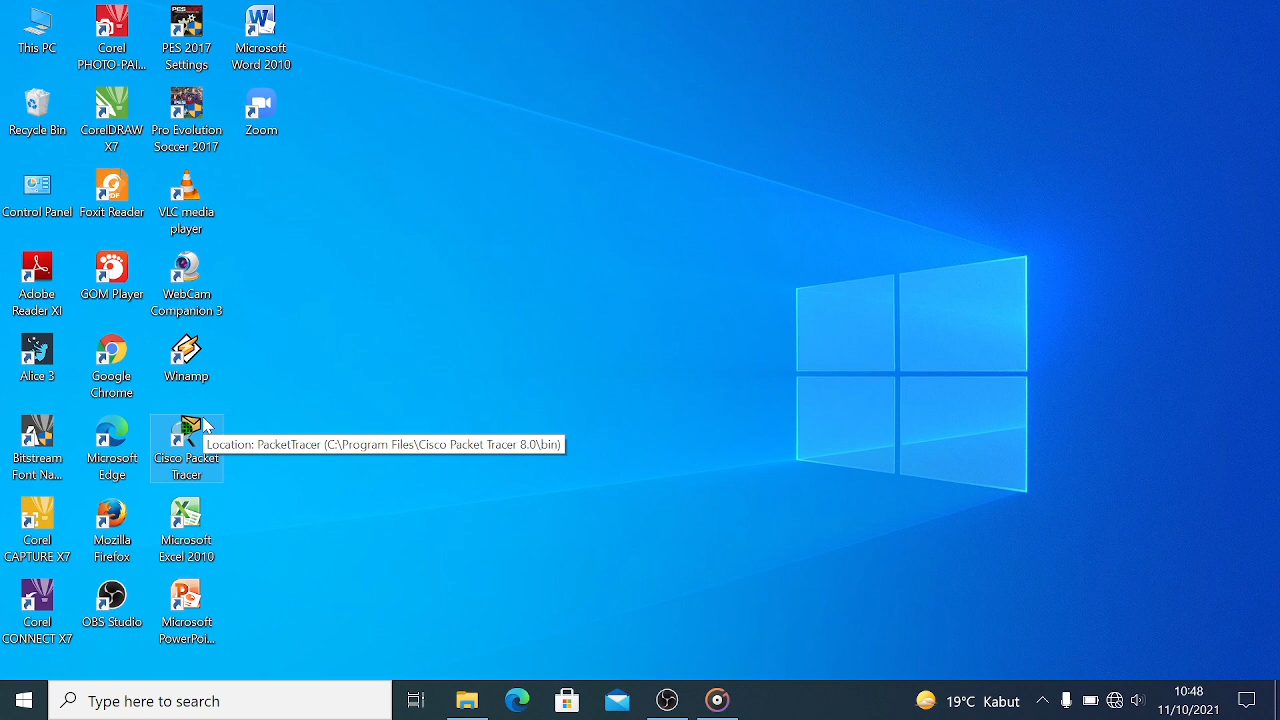 This PC
Corel
PHOTO-PAI...
PES 2017
Settings
Microsoft
Word 2010
Recycle Bin
CorelDRAW
X7
Pro Evolution
Soccer 2017
Zoom
Control Panel
Foxit Reader
VLC media
player
Adobe
Reader XI
GOM Player
WebCam
Companion 3
Alice 3
Google
Chrome
Winamp
Bitstream
Font Na...
Microsoft
Edge
Cisco Packet
Tracer
Location: PacketTracer (C:\Program Files\Cisco Packet Tracer 8.0\bin)
Corel
CAPTURE X7
Mozilla
Firefox
Microsoft
Excel 2010
Corel
CONNECT X7
OBS Studio
Microsoft
PowerPoi...
Type here to search
19°C Kabut
10:48
11/10/2021